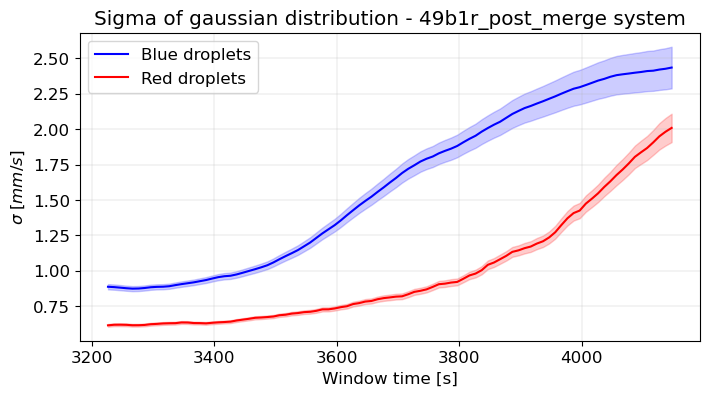 Sigma of gaussian distribution - 49b1r_post_merge system
Blue droplets
Red droplets
σ [mm/s]
2.50
2.25
2.00
1.75
1.50
1.25
1.00
0.75
3200 3400 3600 3800 4000
Window time [s]